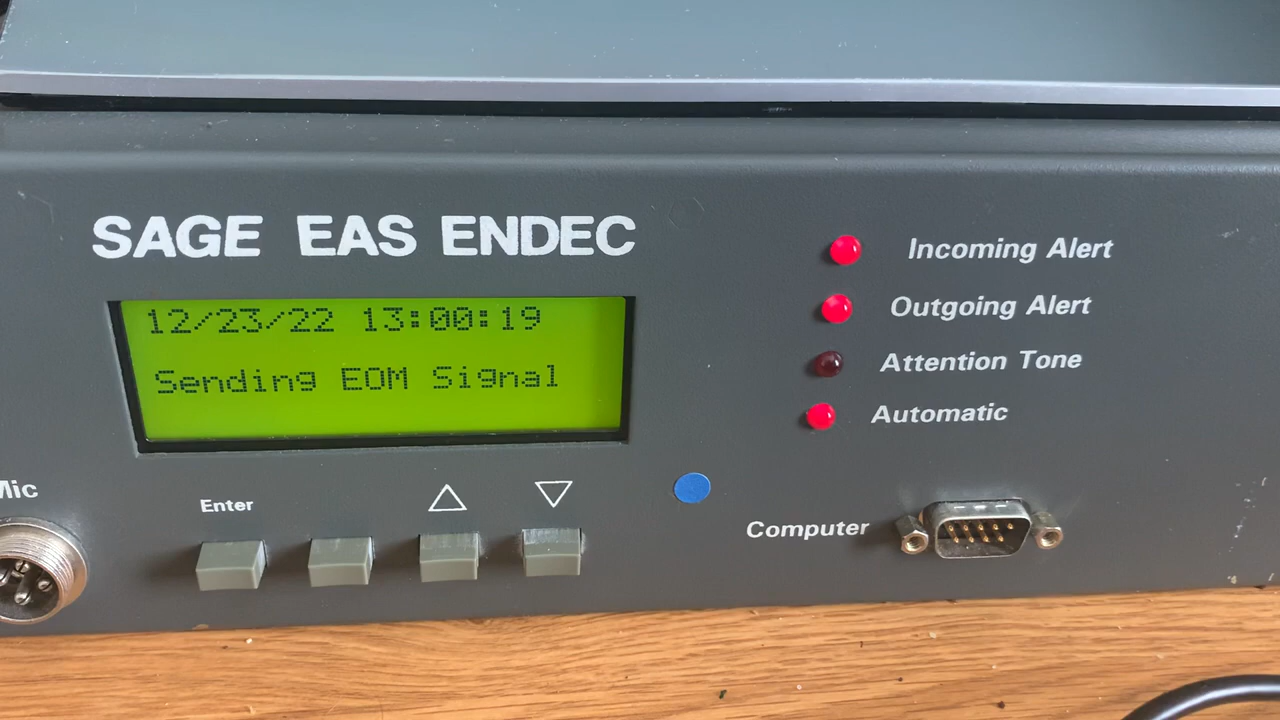 SAGE EAS ENDEC
12/23/22 13:00:19
Sending EOM Signal
Incoming Alert
Outgoing Alert
Attention Tone
Automatic
Mic
Enter
Computer